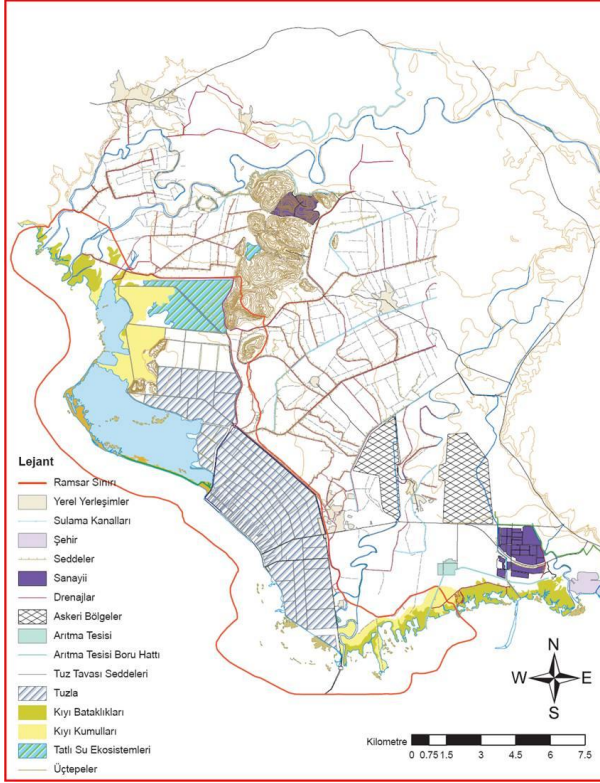 Lejant
Ramsar Sınırı
Yerel Yerleşimler
Sulama Kanalları
Şehir
Seddeler
Sanayii
Drenajlar
Askeri Bölgeler
Arıtma Tesisi
Arıtma Tesisi Boru Hattı
Tuz Tavası Seddeleri
Tuzla
Kıyı Bataklıkları
Kıyı Kumulları
Tatlı Su Ekosistemleri
Üçtepeler
N
W E
S
Kilometre
0 0.75 1.5 3 4.5 6 7.5